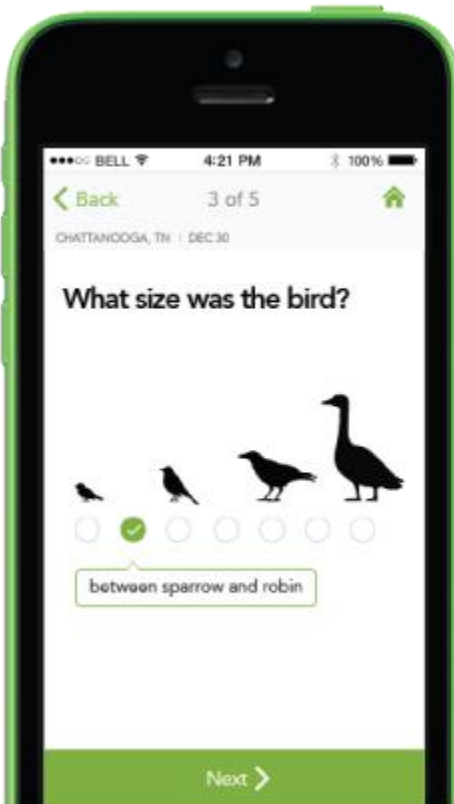 BELL 4:21 PM 100%
Back 3 of 5
CHATTANOOGA, TN | DEC 30
What size was the bird?
between sparrow and robin
Next